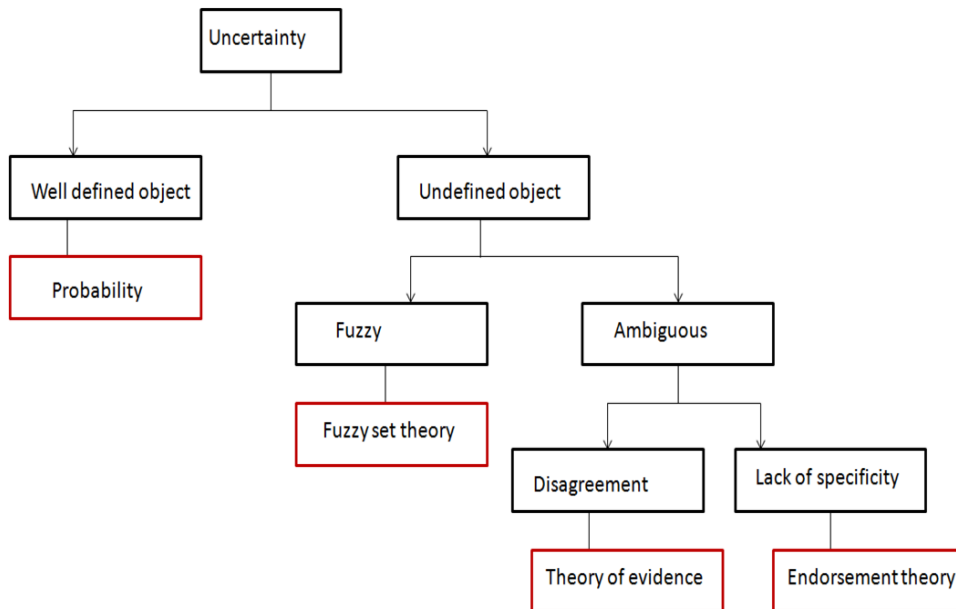 Uncertainty
Well defined object
Undefined object
Probability
Fuzzy
Ambiguous
Fuzzy set theory
Disagreement
Lack of specificity
Theory of evidence
Endorsement theory